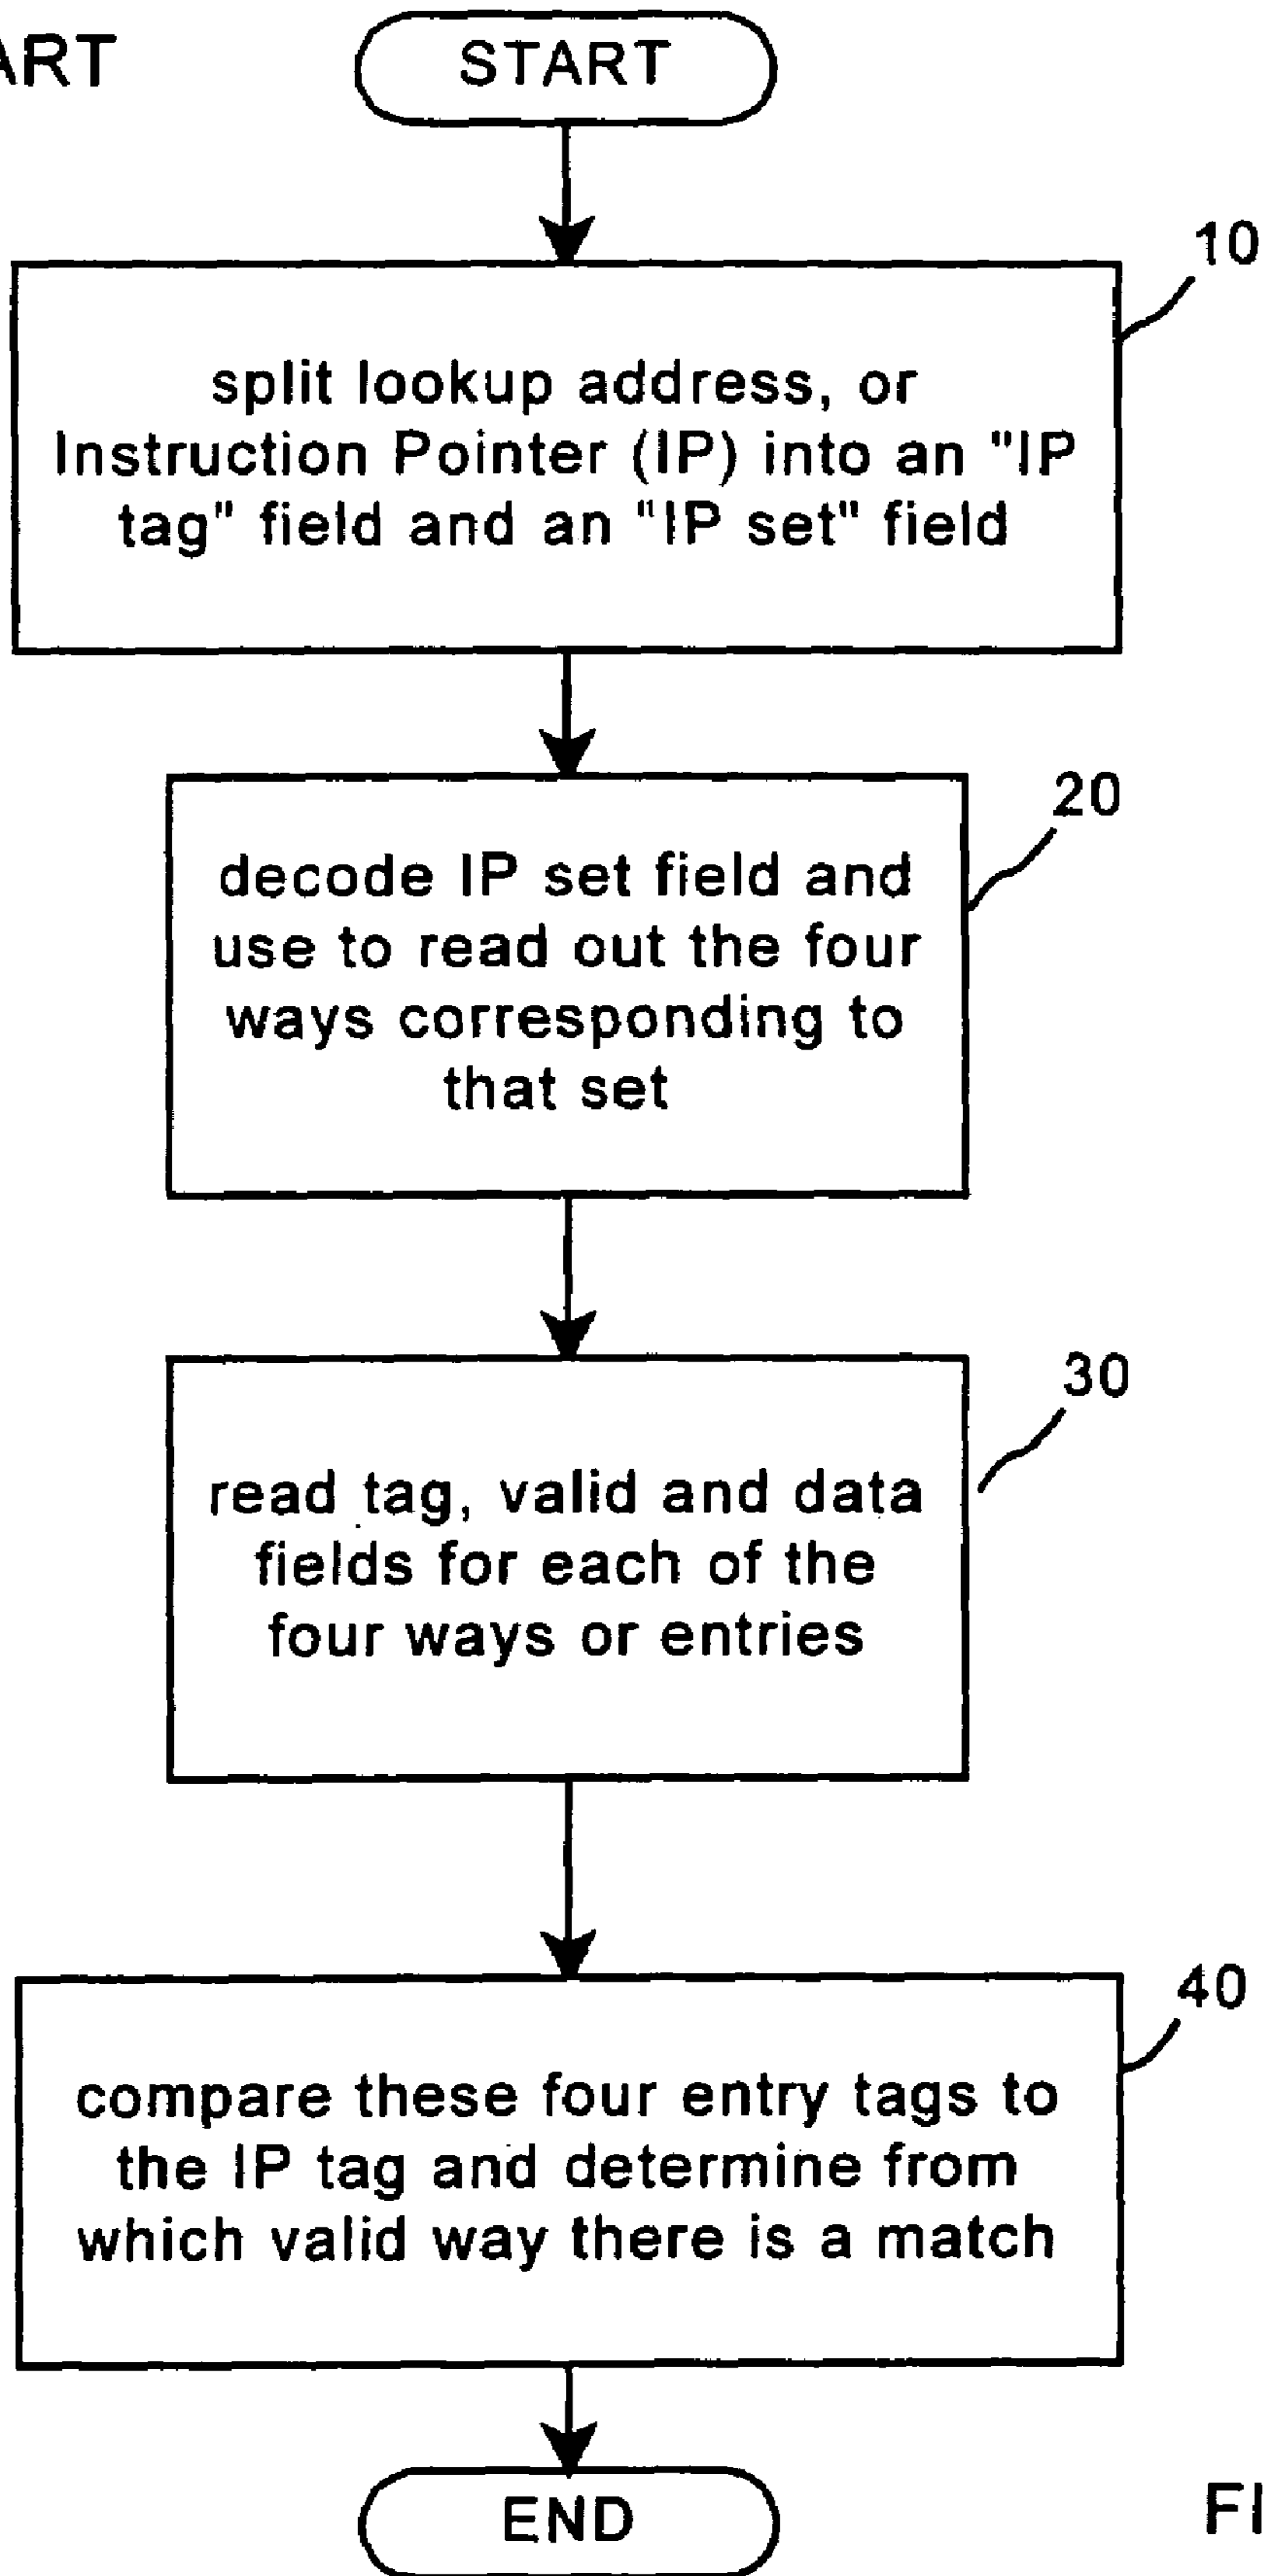 START
10
split lookup address, or
Instruction Pointer (IP) into an "IP
tag" field and an "IP set" field
20
decode IP set field and
use to read out the four
ways corresponding to
that set
30
read tag, valid and data
fields for each of the
four ways or entries
40
compare these four entry tags to
the IP tag and determine from
which valid way there is a match
END